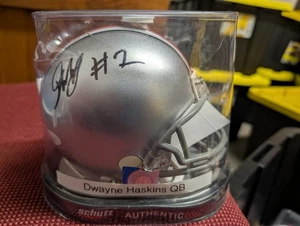 #2
Dwayne Haskins QB
schutt AUTHENTIC